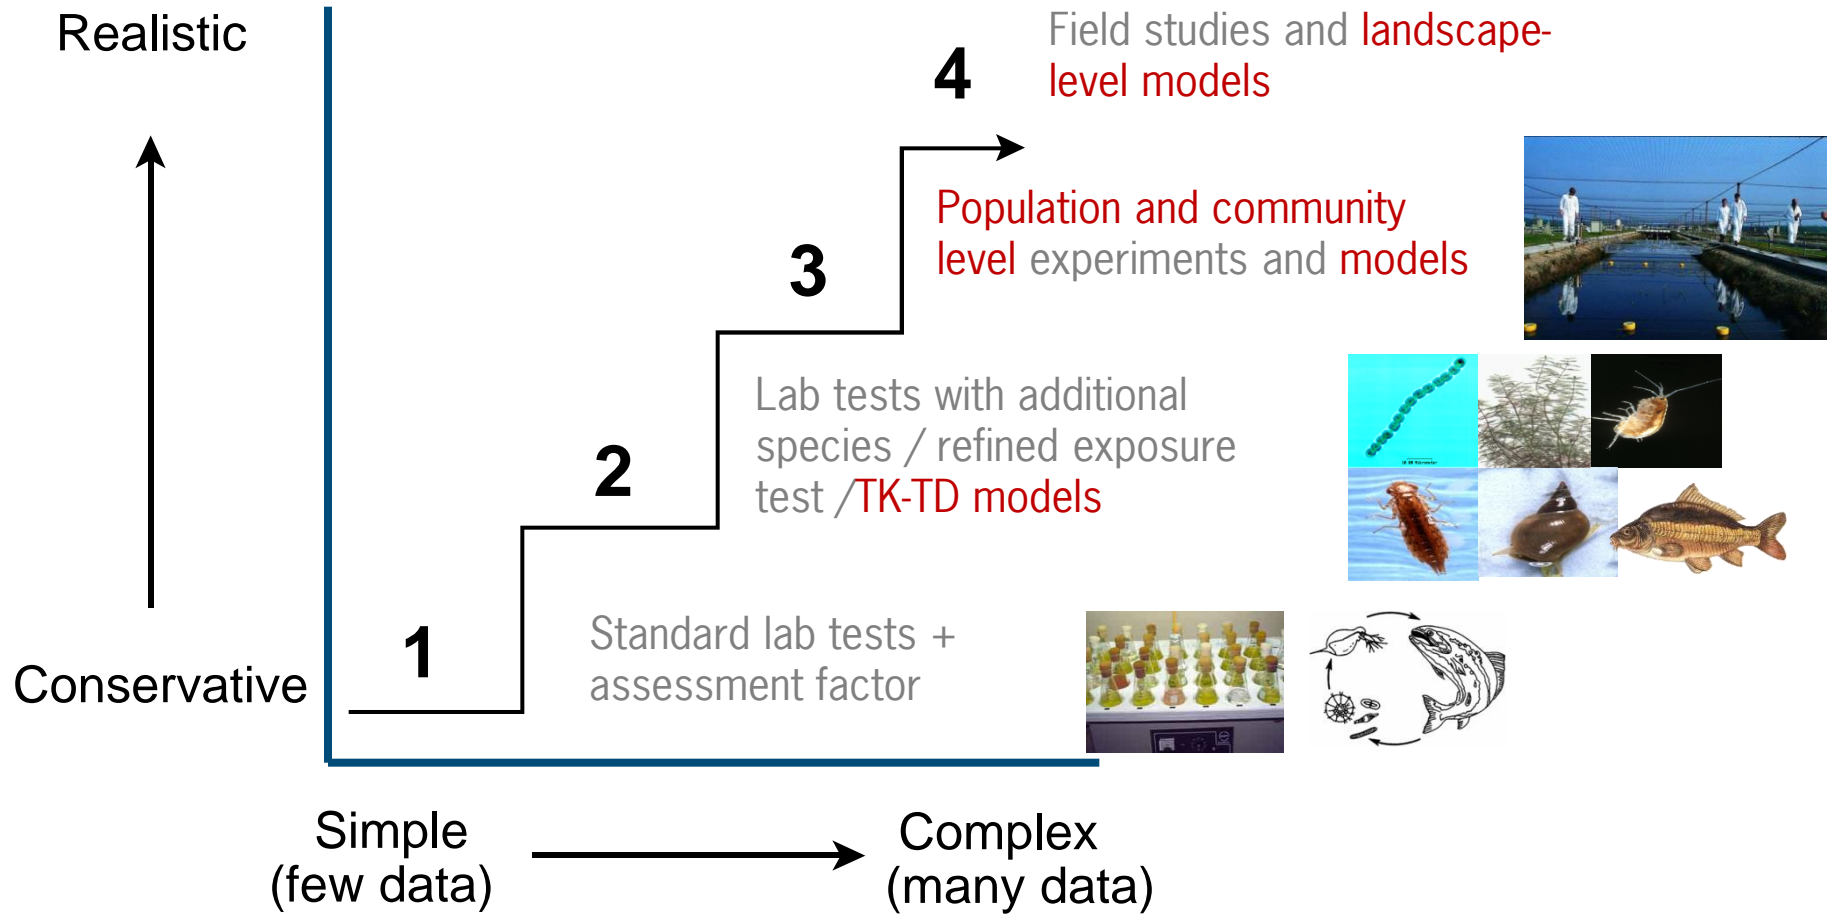 Realistic
Field studies and landscape-
level models
4
Population and community
level experiments and models
3
Lab tests with additional
species / refined exposure
test /TK-TD models
2
Standard lab tests +
assessment factor
1
Conservative
Simple
(few data)
Complex
(many data)